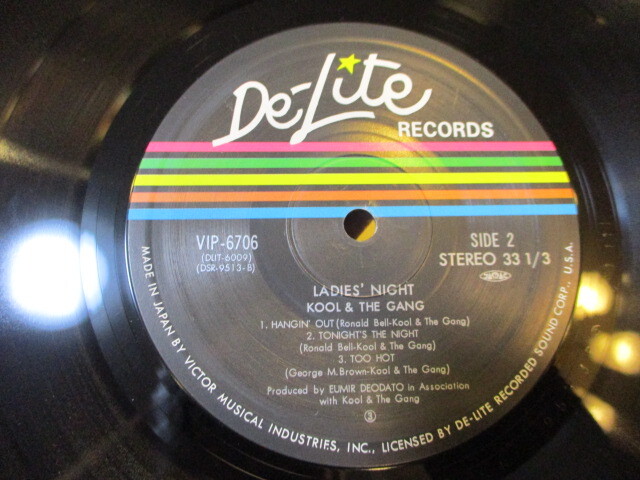 De-Lite
RECORDS
VIP-6706
(DLIT-6009)
(DSR-9513-B)
SIDE 2
STEREO 33 1/3
LADIES' NIGHT
KOOL & THE GANG
1. HANGIN' OUT (Ronald Bell-Kool & The Gang)
2. TONIGHT'S THE NIGHT
(Ronald Bell-Kool & The Gang)
3. TOO HOT
(George M. Brown-Kool & The Gang)
Produced by EUMIR DEODATO in Association
with Kool & The Gang
3
MADE IN JAPAN BY VICTOR MUSICAL INDUSTRIES, INC., LICENSED BY DE-LITE RECORDED SOUND CORP., U.S.A.